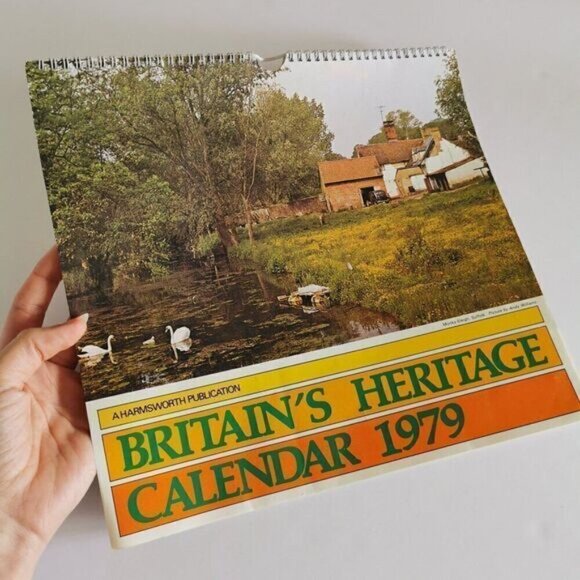 Monks Eleigh, Suffolk Picture by Andy Williams
A HARMSWORTH PUBLICATION
BRITAIN'S HERITAGE
CALENDAR 1979